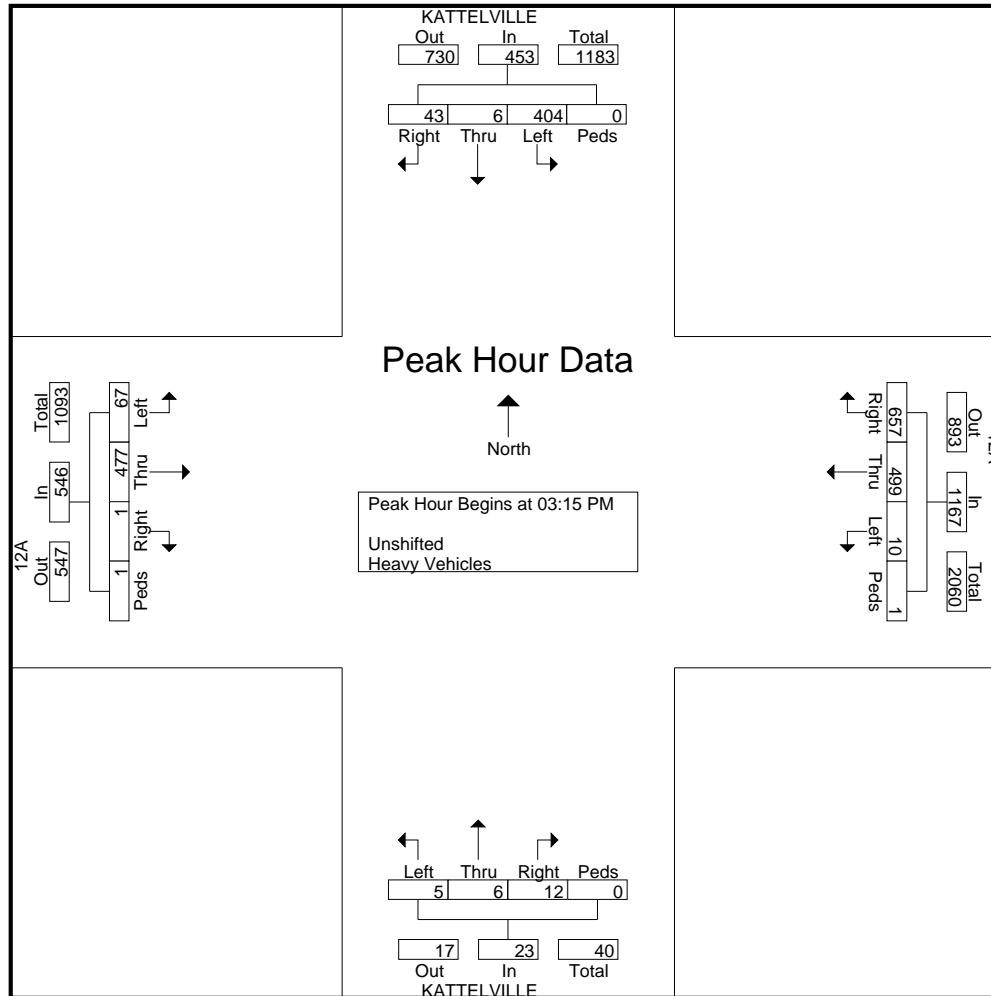 KATTELVILLE
Out In Total
730 453 1183
43 6 404 0
Right Thru Left Peds
Peak Hour Data
North
Peak Hour Begins at 03:15 PM
Unshifted
Heavy Vehicles
Total In Out
1093 546 547
12A
67 477 1 1
Left Thru Right Peds
Out In Total
893 1167 2060
657 499 10 1
Right Thru Left Peds
Left Thru Right Peds
5 6 12 0
17 23 40
Out In Total
KATTELVILLE